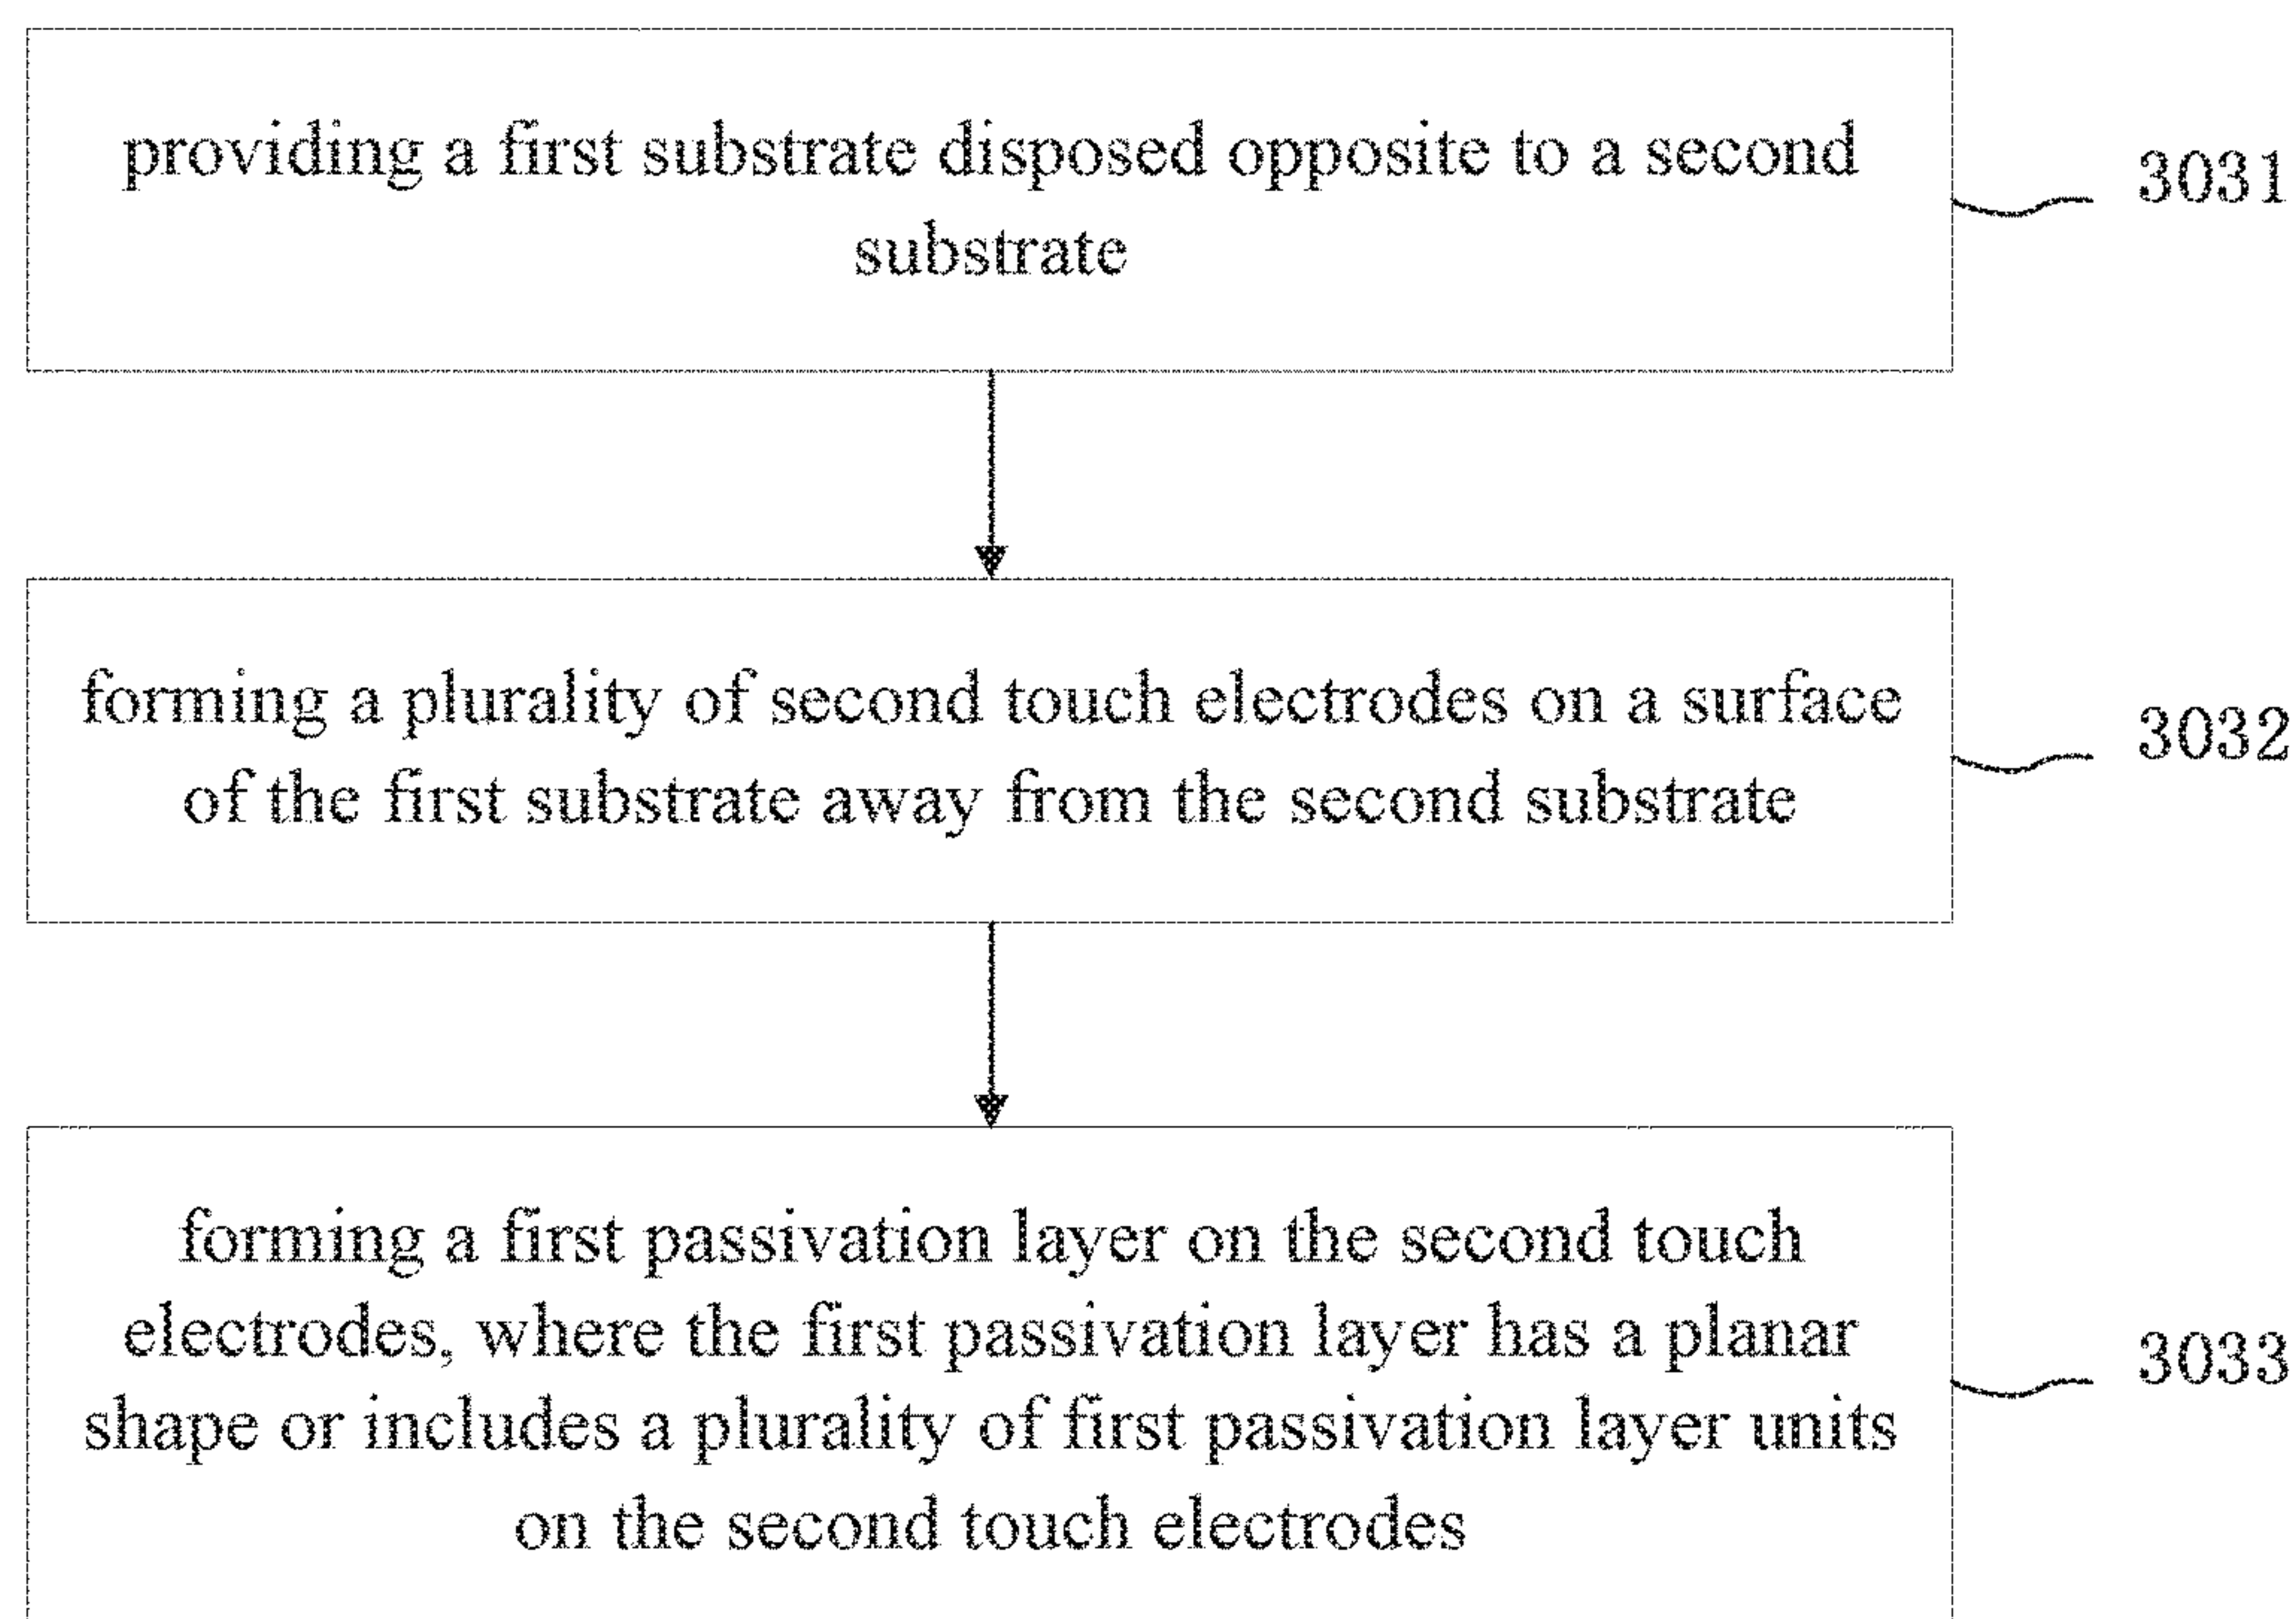 providing a first substrate disposed opposite to a second
substrate
3031
forming a plurality of second touch electrodes on a surface
of the first substrate away from the second substrate
3032
forming a first passivation layer on the second touch
electrodes, where the first passivation layer has a planar
shape or includes a plurality of first passivation layer units
on the second touch electrodes
3033